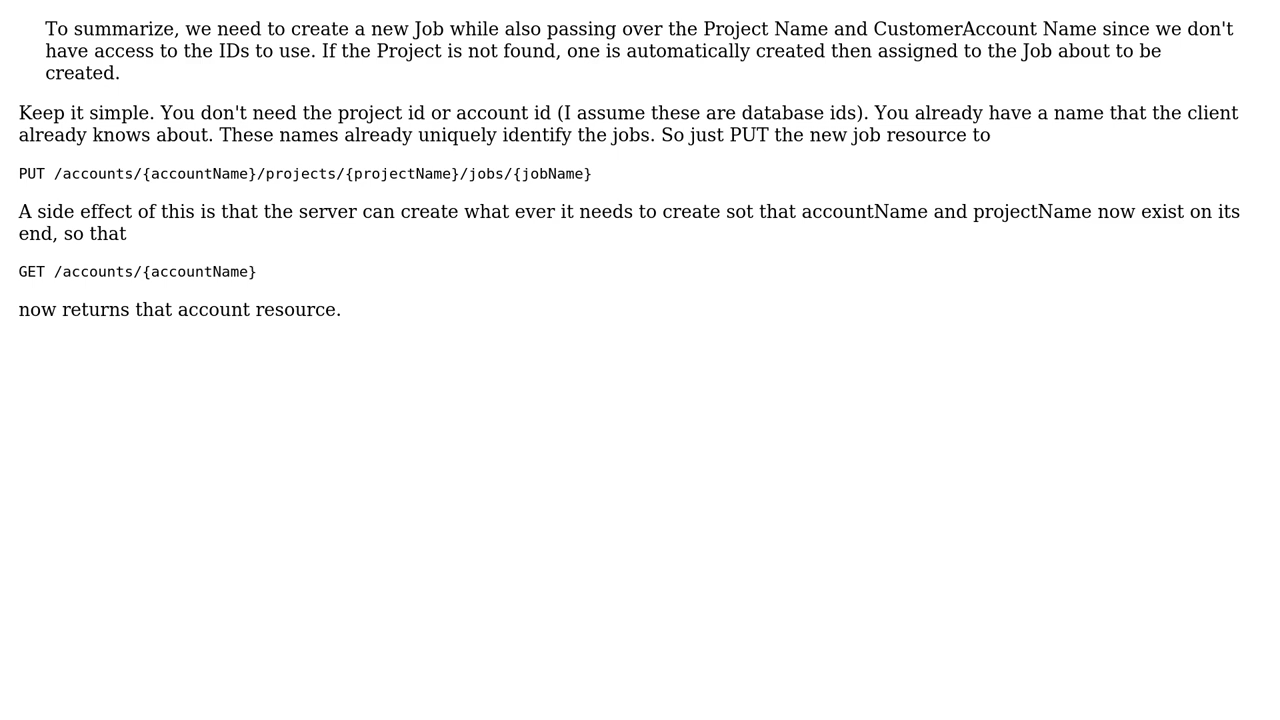 To summarize, we need to create a new Job while also passing over the Project Name and CustomerAccount Name since we don't
have access to the IDs to use. If the Project is not found, one is automatically created then assigned to the Job about to be
created.
Keep it simple. You don't need the project id or account id (I assume these are database ids). You already have a name that the client
already knows about. These names already uniquely identify the jobs. So just PUT the new job resource to
PUT /accounts/{accountName}/projects/{projectName}/jobs/{jobName}
A side effect of this is that the server can create what ever it needs to create sot that accountName and projectName now exist on its
end, so that
GET /accounts/{accountName}
now returns that account resource.